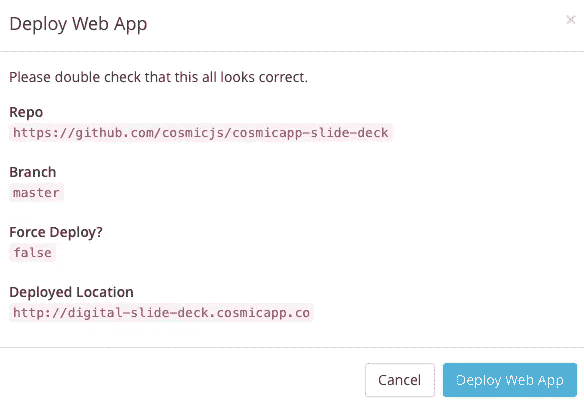 Deploy Web App
×
Please double check that this all looks correct.
Repo
https://github.com/cosmicjs/cosmicapp-slide-deck
Branch
master
Force Deploy?
false
Deployed Location
http://digital-slide-deck.cosmicapp.co
Cancel
Deploy Web App